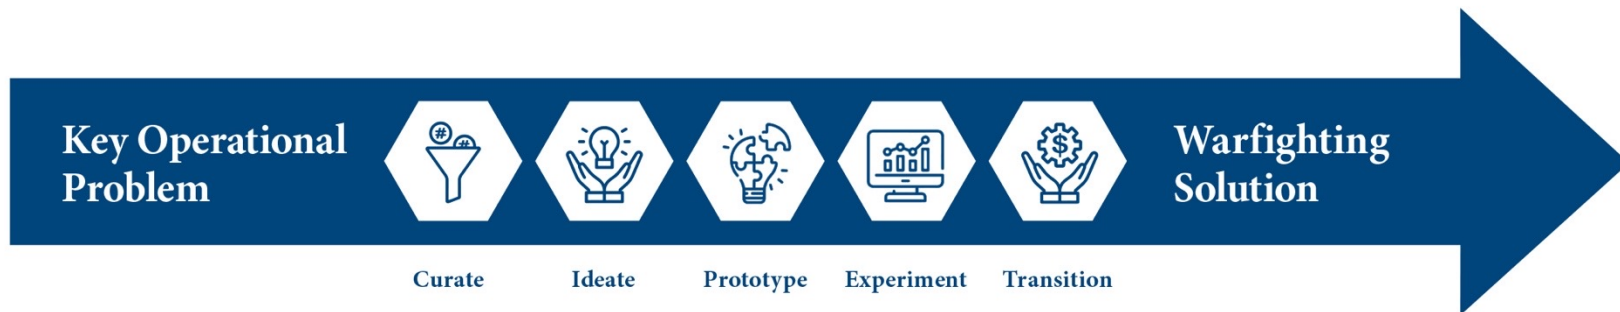 Key Operational
Problem
#
#
$
Warfighting
Solution
Curate
Ideate
Prototype
Experiment
Transition